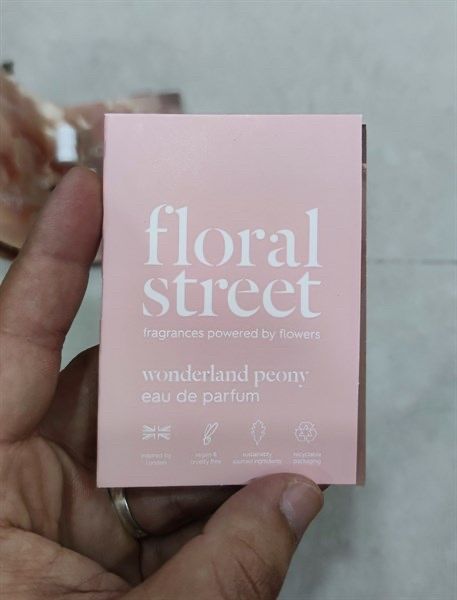 floral
street
fragrances powered by flowers
wonderland peony
eau de parfum
inspired by
London
vegan &
cruelty free
sustainably
sourced ingredients
recyclable
packaging